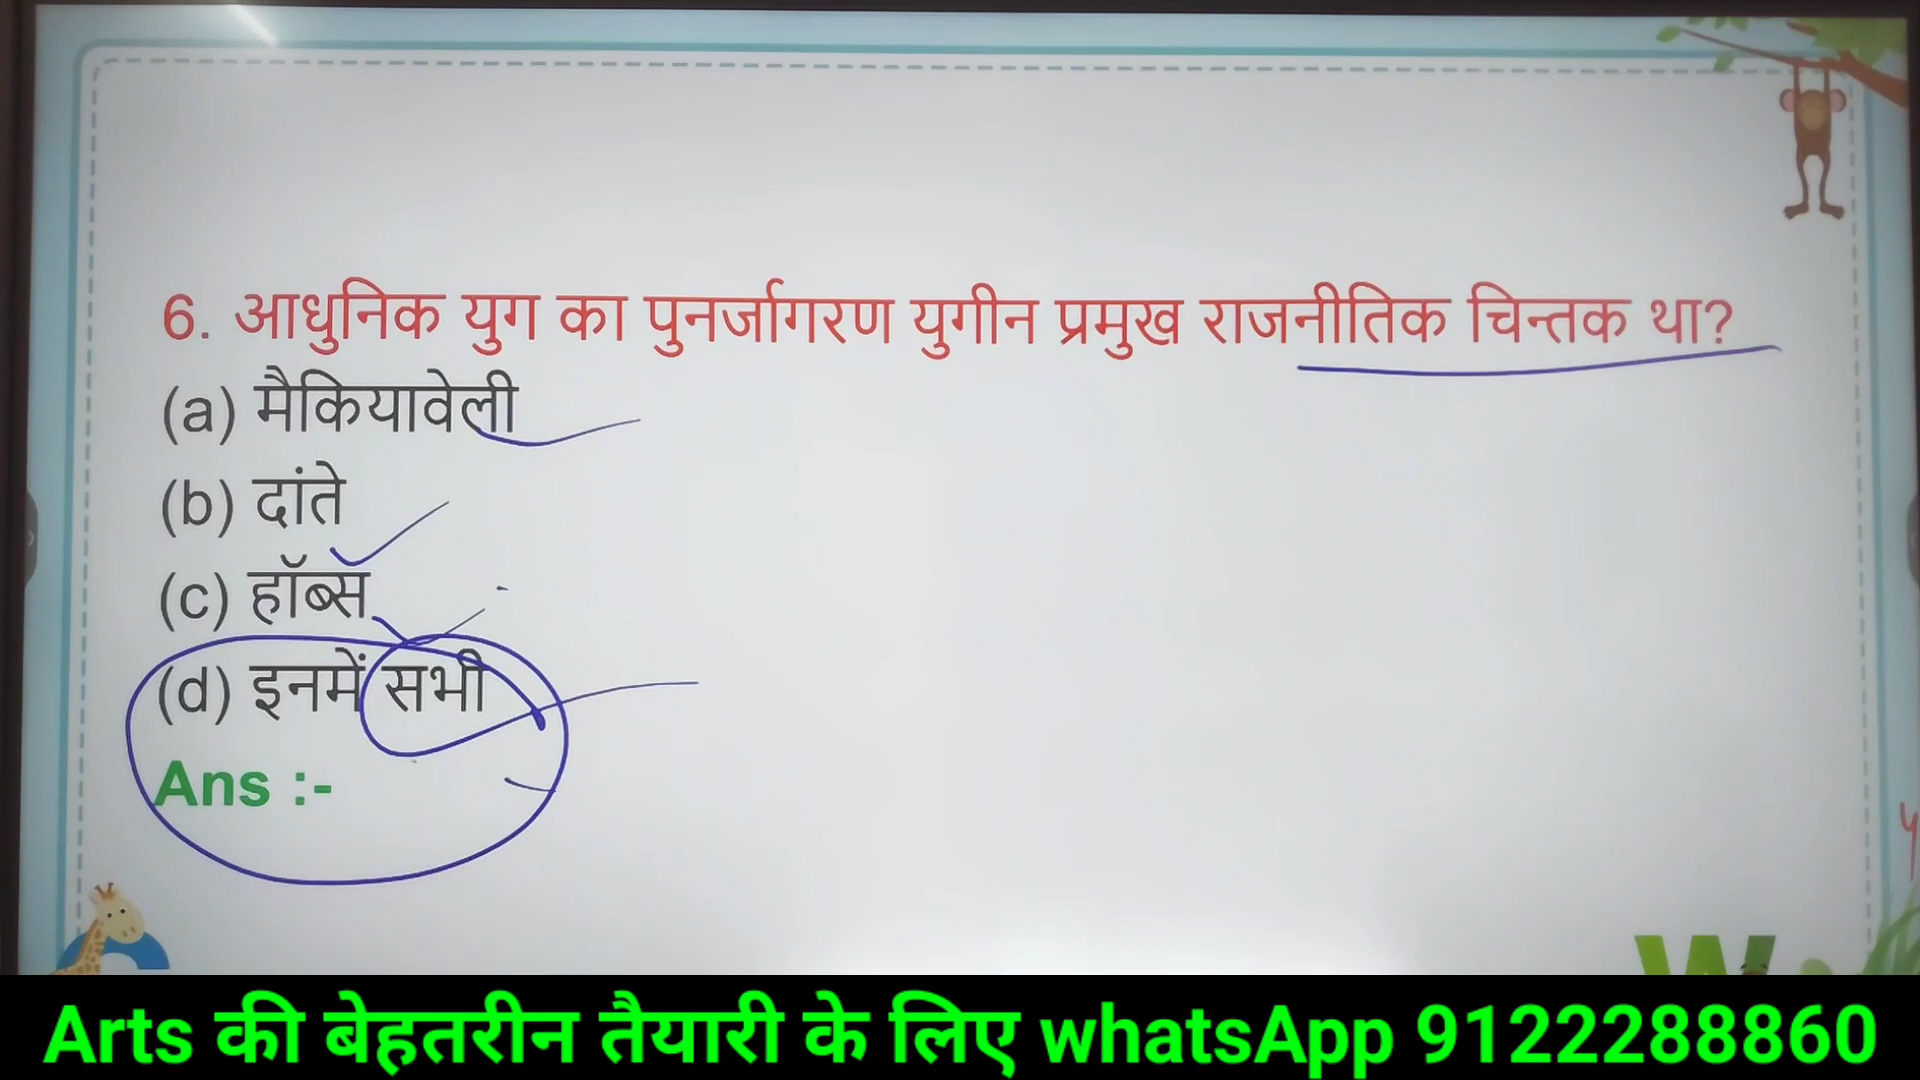 6. आधुनिक युग का पुनर्जागरण युगीन प्रमुख राजनीतिक चिन्तक था?
(a) मैकियावेली
(b) दांते
(c) हॉब्स
(d) इनमें सभी
Ans :-
Arts की बेहतरीन तैयारी के लिए whatsApp 9122288860